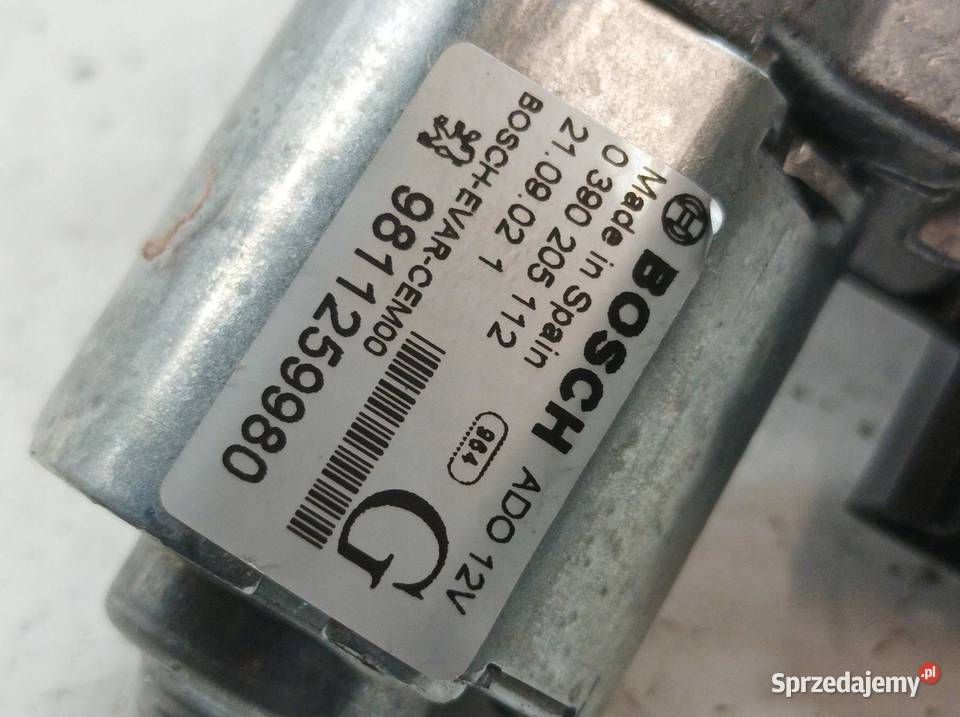 BOSCH ADO 12V
Made in Spain
0 390 205 112
21.09.02 1
964
BOSCH-EVAR-CEM00
9811259980
G
Sprzedajemy.pl